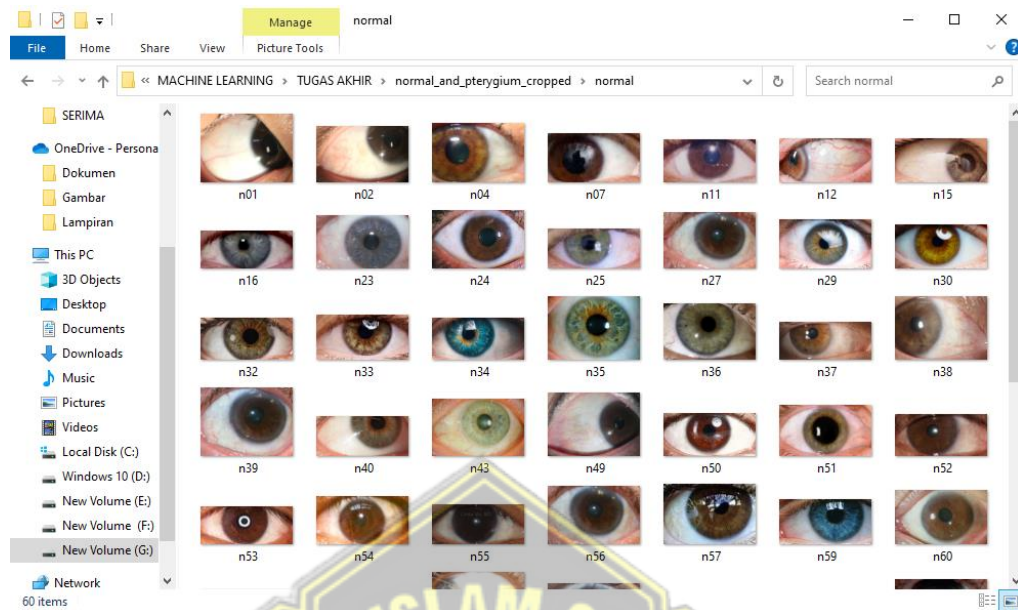 Manage normal
File Home Share View Picture Tools
« MACHINE LEARNING > TUGAS AKHIR > normal_and_pterygium_cropped > normal
Search normal
SERIMA
OneDrive - Persona
Dokumen
Gambar
Lampiran
This PC
3D Objects
Desktop
Documents
Downloads
Music
Pictures
Videos
Local Disk (C:)
Windows 10 (D:)
New Volume (E:)
New Volume (F:)
New Volume (G:)
Network
n01 n02 n04 n07 n11 n12 n15
n16 n23 n24 n25 n27 n29 n30
n32 n33 n34 n35 n36 n37 n38
n39 n40 n43 n49 n50 n51 n52
n53 n54 n55 n56 n57 n59 n60
60 items
ISLAM